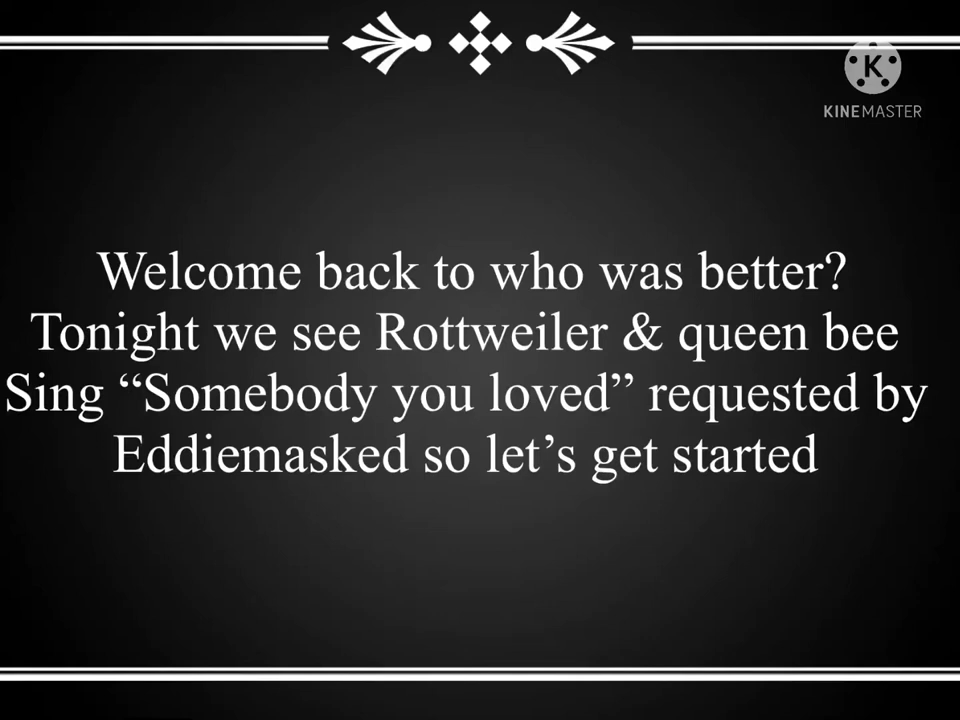 KINEMASTER
Welcome back to who was better?
Tonight we see Rottweiler & queen bee
Sing “Somebody you loved” requested by
Eddiemasked so let’s get started